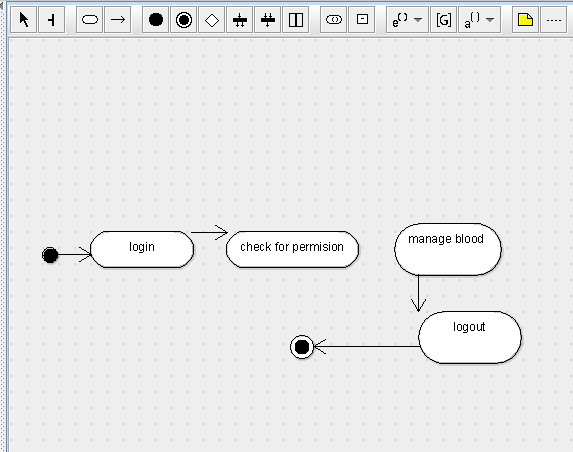 e()
[G]
a()
login
check for permision
manage blood
logout